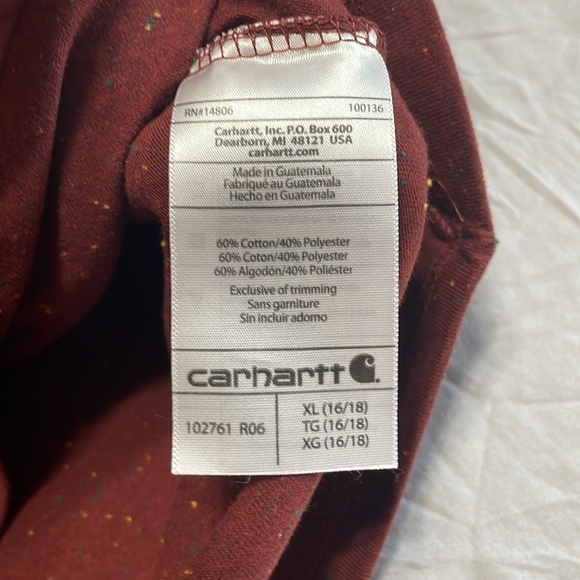 RN#14806 100136
Carhartt, Inc. P.O. Box 600
Dearborn, MI 48121 USA
carhartt.com
Made in Guatemala
Fabriqué au Guatemala
Hecho en Guatemala
60% Cotton/40% Polyester
60% Coton/40% Polyester
60% Algodón/40% Poliéster
Exclusive of trimming
Sans garniture
Sin incluir adorno
carhartt
102761 R06
XL (16/18)
TG (16/18)
XG (16/18)